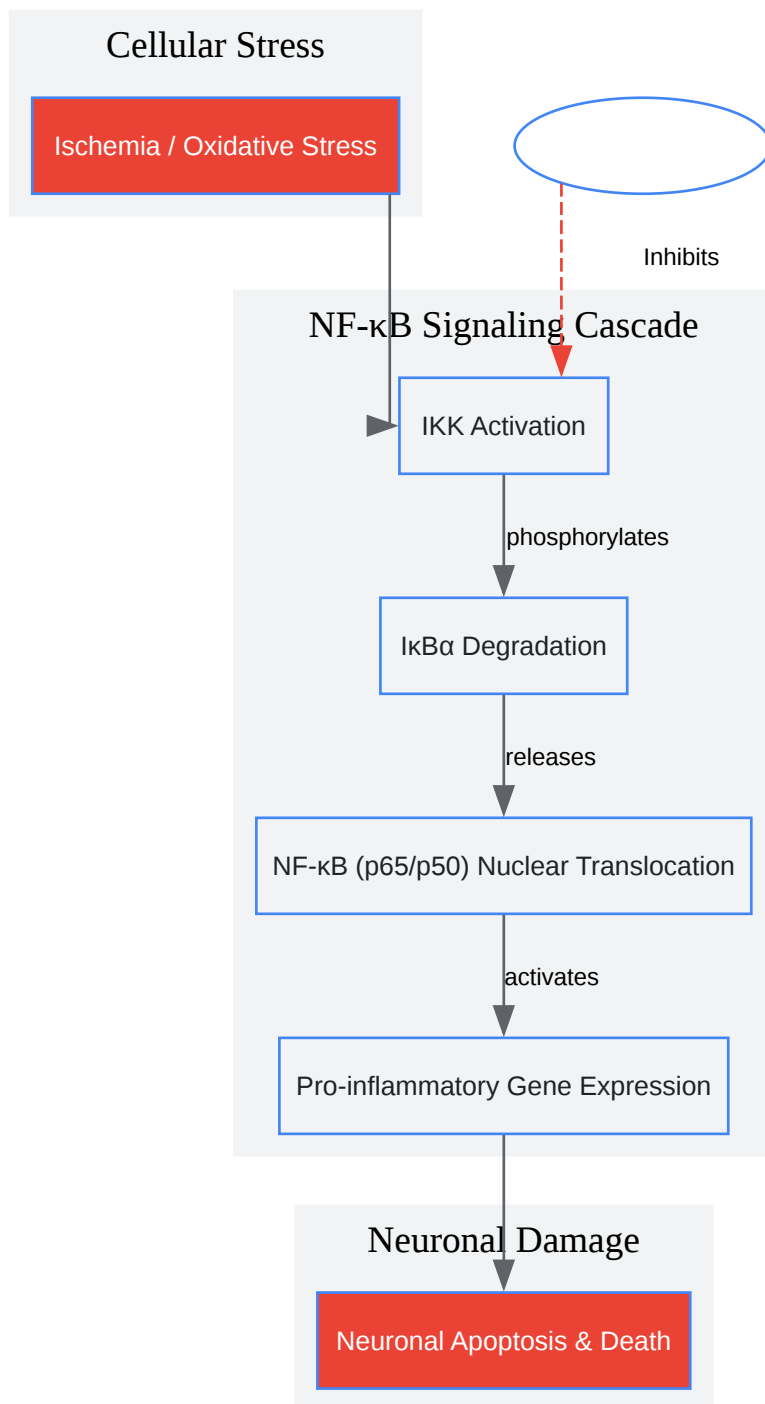 Cellular Stress
Ischemia / Oxidative Stress
Inhibits
NF-κB Signaling Cascade
IKK Activation
phosphorylates
IκBα Degradation
releases
NF-κB (p65/p50) Nuclear Translocation
activates
Pro-inflammatory Gene Expression
Neuronal Damage
Neuronal Apoptosis & Death